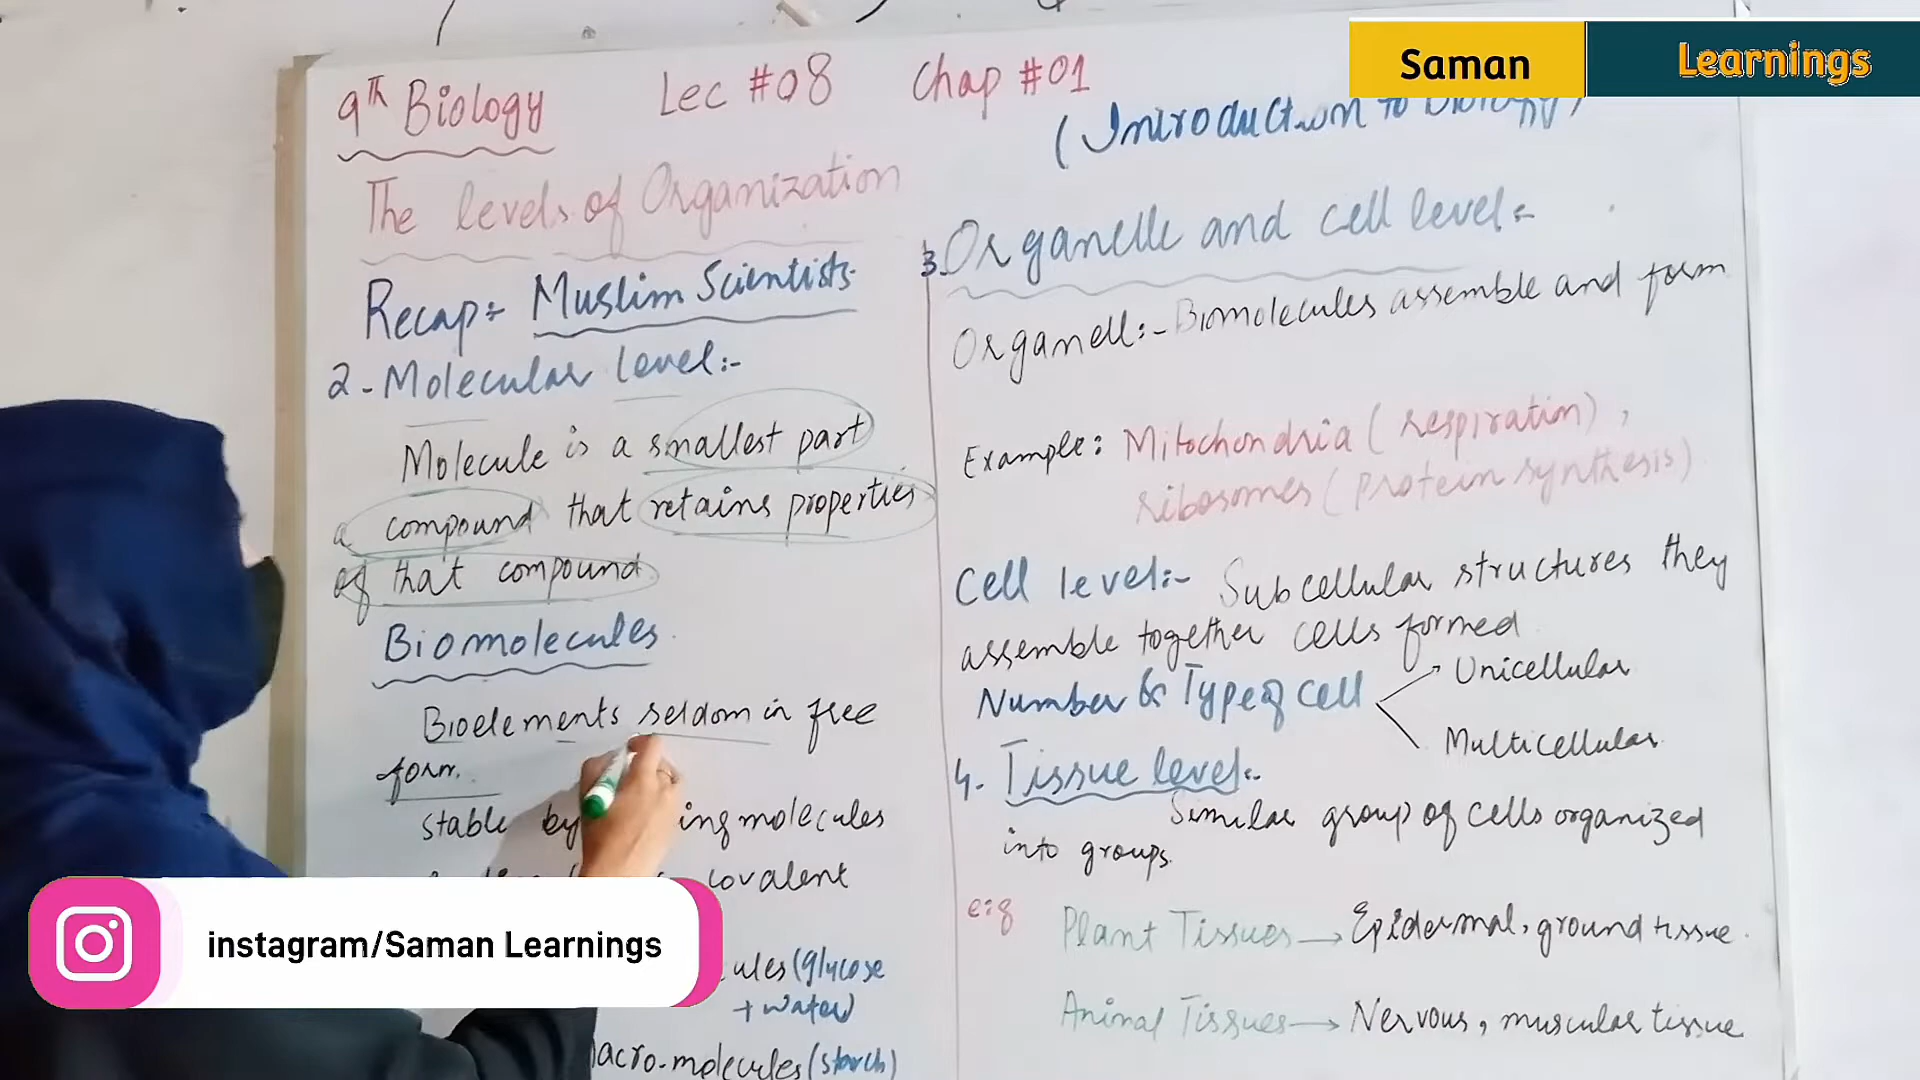 Saman Learnings
9th Biology Lec #08 Chap #01
(Introduction to Biology)
The levels of Organization
Recap:- Muslim Scientists
2-Molecular level:-
Molecule is a smallest part
a compound that retains properties
of that compound
Biomolecules
Bioelements seldom in free
form.
stable by ing molecules
covalent
ules (glycose
+ water)
acro-molecules (starch)
3. Organelle and cell level:-
Organell:- Biomolecules assemble and form
Example: Mitochondria (respiration),
ribosomes (protein synthesis)
Cell level:- Subcellular structures they
assemble together cells formed
Number & Type of cell
Unicellular
Multicellular
4. Tissue level:-
Similar group of cells organized
into groups.
e:g
Plant Tissues → Epidermal, ground tissue.
Animal Tissues → Nervous, muscular tissue
instagram/Saman Learnings